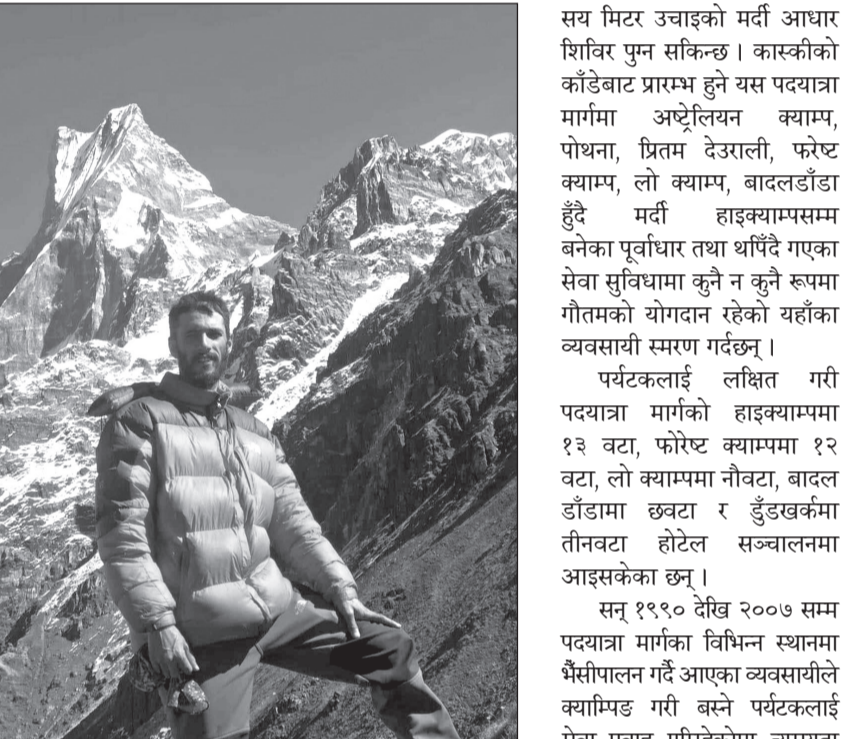 सय मिटर उचाइको मर्दी आधार
शिविर पुग्न सकिन्छ । कास्कीको
काँडेबाट प्रारम्भ हुने यस पदयात्रा
मार्गमा अष्ट्रेलियन क्याम्प,
पोथना, प्रितम देउराली, फरेष्ट
क्याम्प, लो क्याम्प, बादलडाँडा
हुँदै मर्दी हाइक्याम्पसम्म
बनेका पूर्वाधार तथा थपिँदै गएका
सेवा सुविधामा कुनै न कुनै रूपमा
गौतमको योगदान रहेको यहाँका
व्यवसायी स्मरण गर्दछन् ।
पर्यटकलाई लक्षित गरी
पदयात्रा मार्गको हाइक्याम्पमा
१३ वटा, फोरेष्ट क्याम्पमा १२
वटा, लो क्याम्पमा नौवटा, बादल
डाँडामा छवटा र डुँडखर्कमा
तीनवटा होटेल सञ्चालनमा
आइसकेका छन् ।
सन् १९९० देखि २००७ सम्म
पदयात्रा मार्गका विभिन्न स्थानमा
भैंसीपालन गर्दै आएका व्यवसायीले
क्याम्पिङ गरी बस्ने पर्यटकलाई